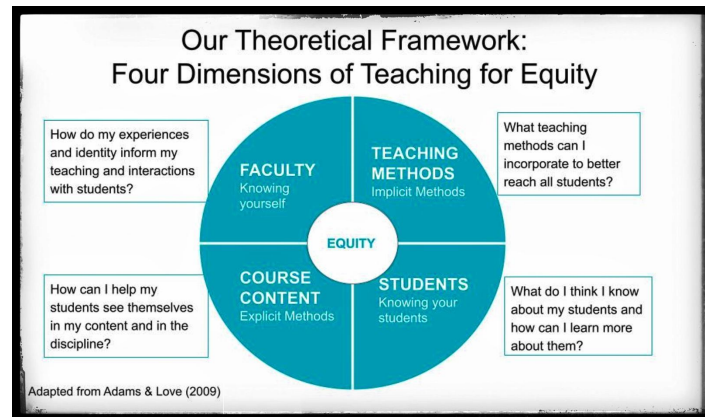 Our Theoretical Framework:
Four Dimensions of Teaching for Equity
How do my experiences
and identity inform my
teaching and interactions
with students?
FACULTY
Knowing
yourself
TEACHING
METHODS
Implicit Methods
What teaching
methods can I
incorporate to better
reach all students?
EQUITY
How can I help my
students see themselves
in my content and in the
discipline?
COURSE
CONTENT
Explicit Methods
STUDENTS
Knowing your
students
What do I think I know
about my students and
how can I learn more
about them?
Adapted from Adams & Love (2009)